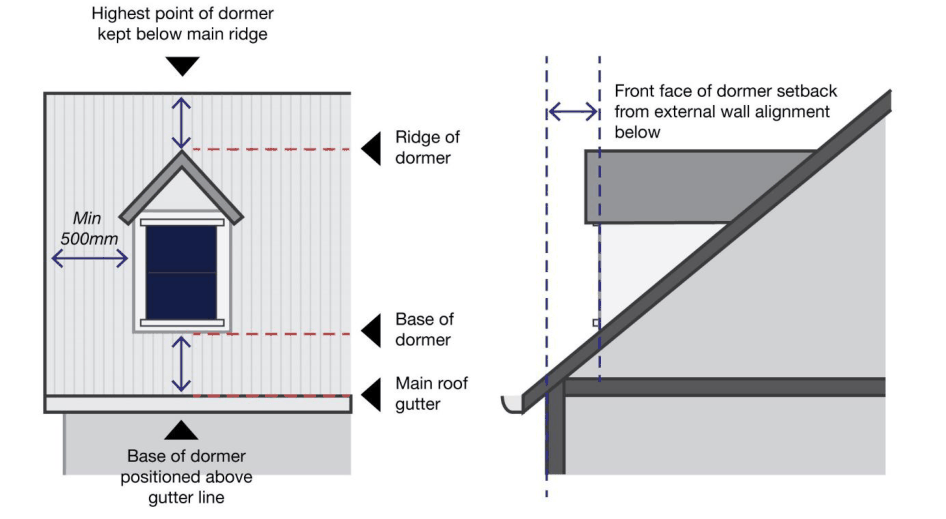 Highest point of dormer
kept below main ridge
Min
500mm
Ridge of
dormer
Base of
dormer
Main roof
gutter
Base of dormer
positioned above
gutter line
Front face of dormer setback
from external wall alignment
below